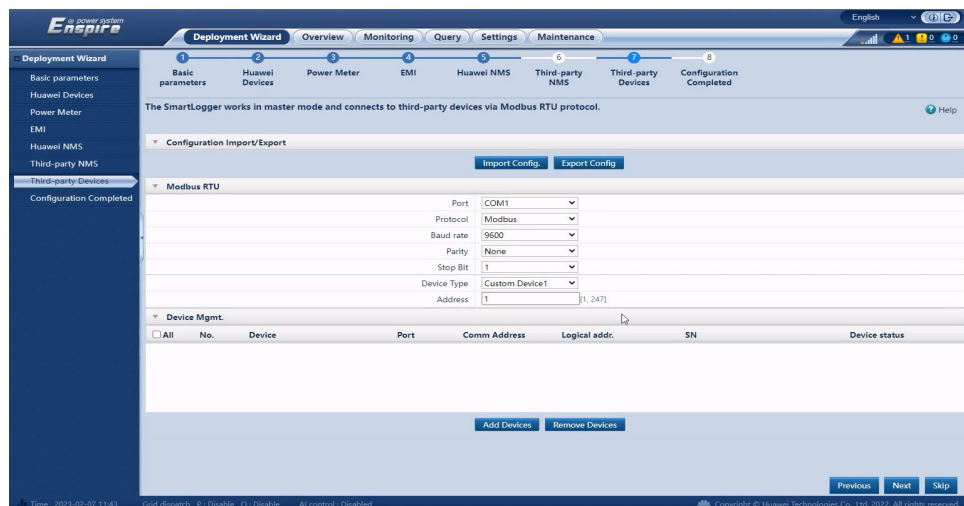 Enspire
@ power system
English
Deployment Wizard Overview Monitoring Query Settings Maintenance
1 0 0
Deployment Wizard
Basic parameters
Huawei Devices
Power Meter
EMI
Huawei NMS
Third-party NMS
Third-party Devices
Configuration Completed
1 2 3 4 5 6 7 8
Basic parameters
Huawei Devices
Power Meter
EMI
Huawei NMS
Third-party NMS
Third-party Devices
Configuration Completed
The SmartLogger works in master mode and connects to third-party devices via Modbus RTU protocol.
Help
Configuration Import/Export
Import Config. Export Config
Modbus RTU
Port COM1
Protocol Modbus
Baud rate 9600
Parity None
Stop Bit 1
Device Type Custom Device1
Address 1 [1, 247]
Device Mgmt.
All No. Device Port Comm Address Logical addr. SN Device status
Add Devices Remove Devices
Previous Next Skip
Time 2023-02-07 11:43 Grid dispatch P : Disable Q : Disable AI control : Disabled Copyright © Huawei Technologies Co., Ltd. 2022. All rights reserved.